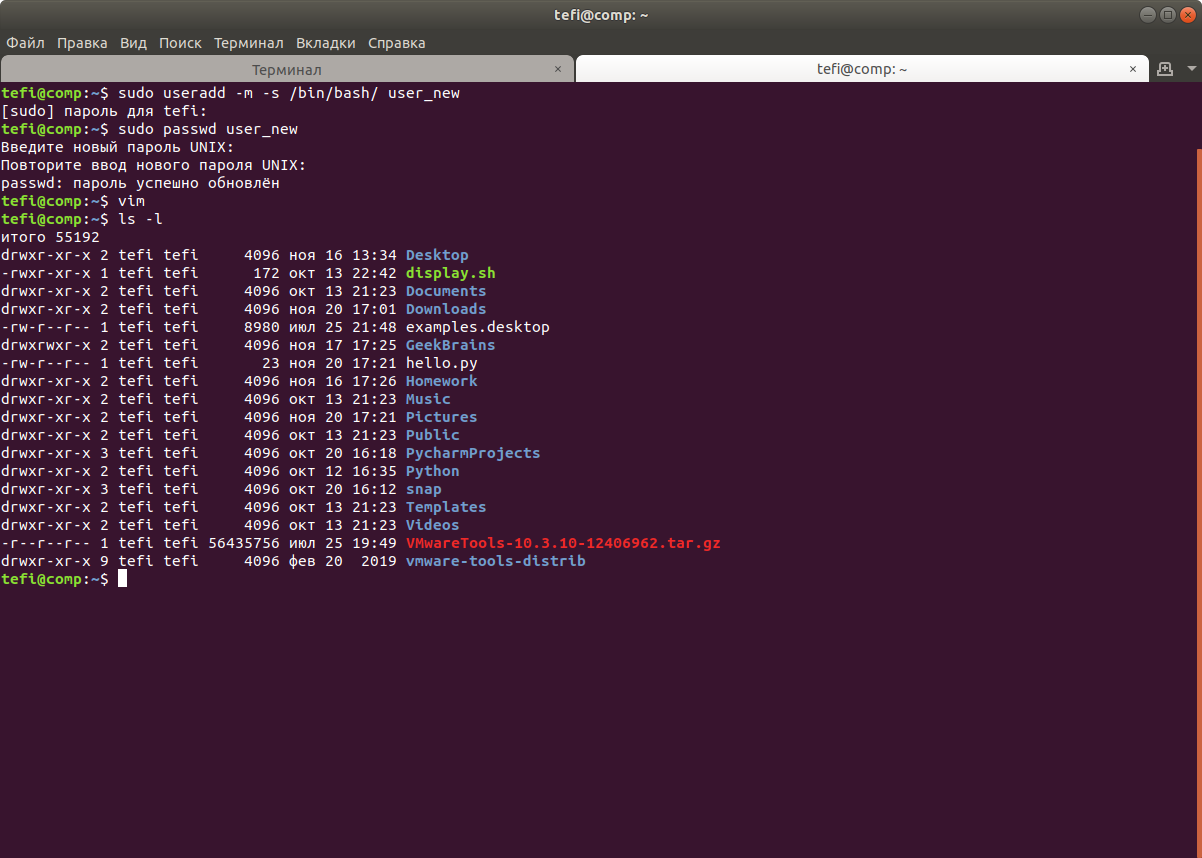 tefi@comp: ~
Файл Правка Вид Поиск Терминал Вкладки Справка
Терминал × tefi@comp: ~ ×
tefi@comp:~$ sudo useradd -m -s /bin/bash/ user_new
[sudo] пароль для tefi:
tefi@comp:~$ sudo passwd user_new
Введите новый пароль UNIX:
Повторите ввод нового пароля UNIX:
passwd: пароль успешно обновлён
tefi@comp:~$ vim
tefi@comp:~$ ls -l
итого 55192
drwxr-xr-x 2 tefi tefi     4096 ноя 16 13:34 Desktop
-rwxr-xr-x 1 tefi tefi      172 окт 13 22:42 display.sh
drwxr-xr-x 2 tefi tefi     4096 окт 13 21:23 Documents
drwxr-xr-x 2 tefi tefi     4096 ноя 20 17:01 Downloads
-rw-r--r-- 1 tefi tefi     8980 июл 25 21:48 examples.desktop
drwxrwxr-x 2 tefi tefi     4096 ноя 17 17:25 GeekBrains
-rw-r--r-- 1 tefi tefi       23 ноя 20 17:21 hello.py
drwxr-xr-x 2 tefi tefi     4096 ноя 16 17:26 Homework
drwxr-xr-x 2 tefi tefi     4096 окт 13 21:23 Music
drwxr-xr-x 2 tefi tefi     4096 ноя 20 17:21 Pictures
drwxr-xr-x 2 tefi tefi     4096 окт 13 21:23 Public
drwxr-xr-x 3 tefi tefi     4096 окт 20 16:18 PycharmProjects
drwxr-xr-x 2 tefi tefi     4096 окт 12 16:35 Python
drwxr-xr-x 3 tefi tefi     4096 окт 20 16:12 snap
drwxr-xr-x 2 tefi tefi     4096 окт 13 21:23 Templates
drwxr-xr-x 2 tefi tefi     4096 окт 13 21:23 Videos
-r--r--r-- 1 tefi tefi 56435756 июл 25 19:49 VMwareTools-10.3.10-12406962.tar.gz
drwxr-xr-x 9 tefi tefi     4096 фев 20  2019 vmware-tools-distrib
tefi@comp:~$